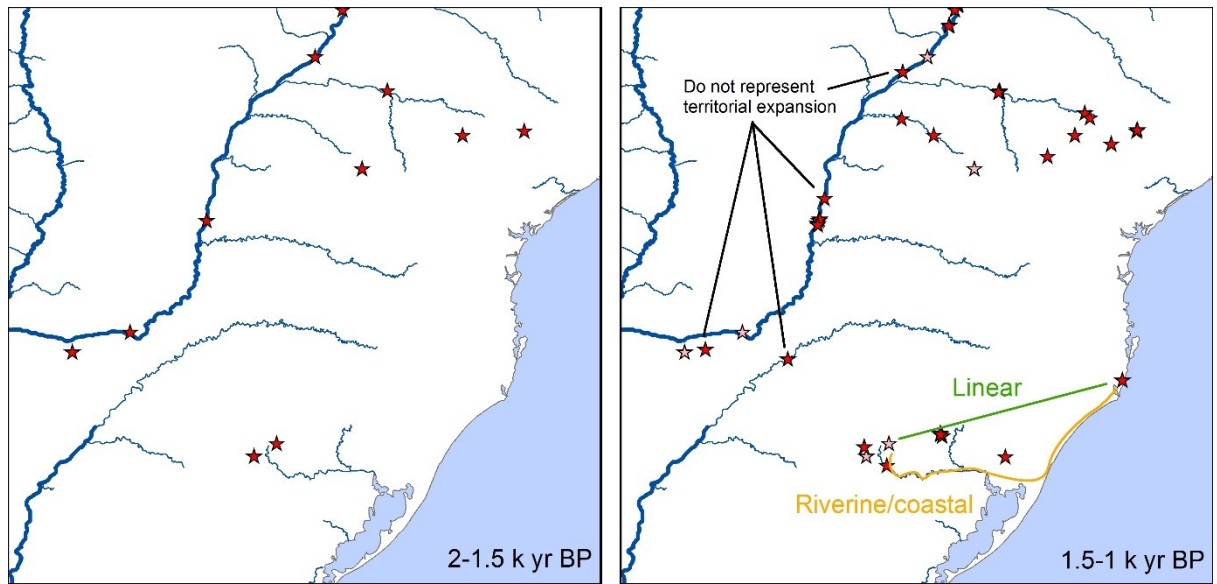 2-1.5 k yr BP
Do not represent
territorial expansion
Linear
Riverine/coastal
1.5-1 k yr BP